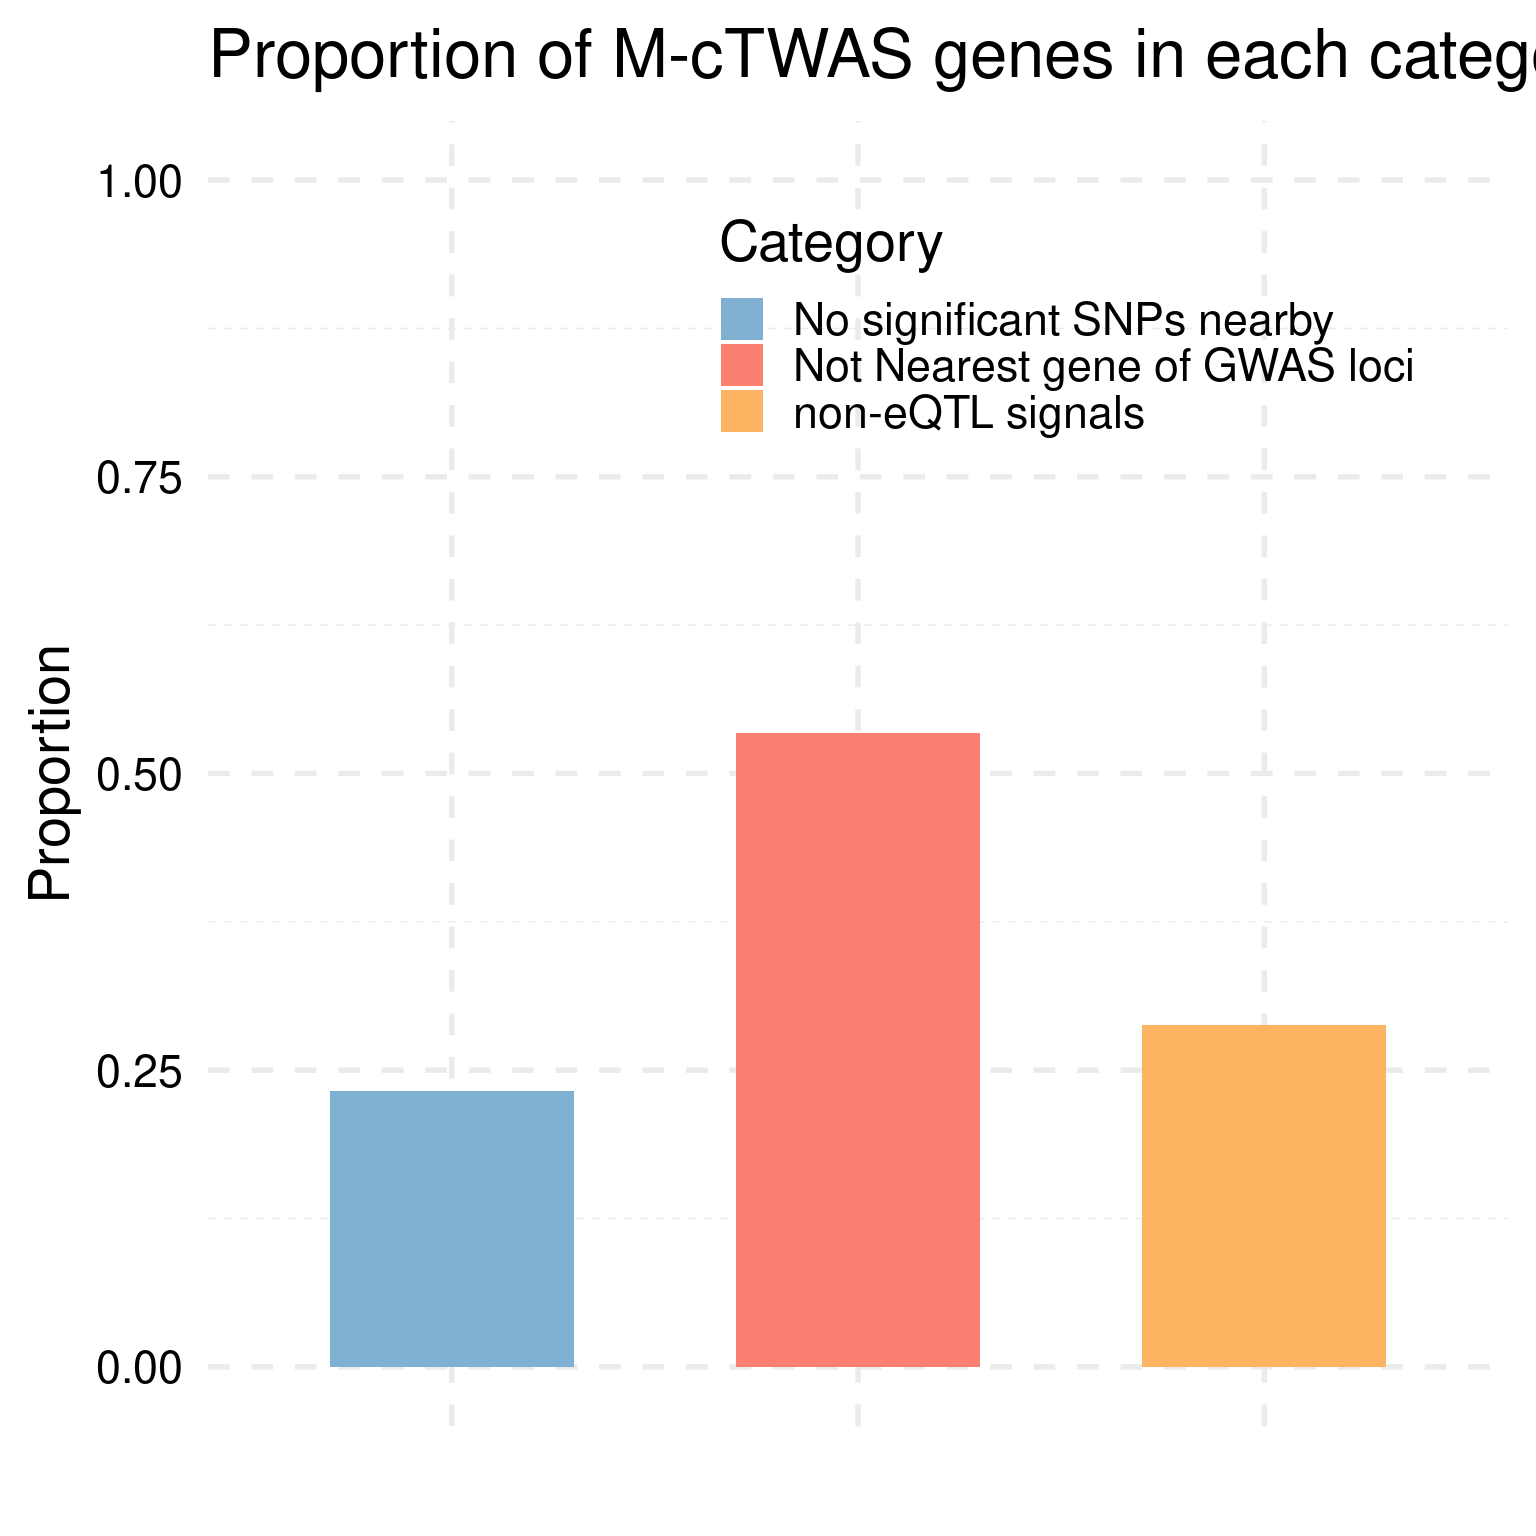 Proportion of M-cTWAS genes in each catego
1.00
Category
No significant SNPs nearby
Not Nearest gene of GWAS loci
non-eQTL signals
0.75
Proportion
0.50
0.25
0.00